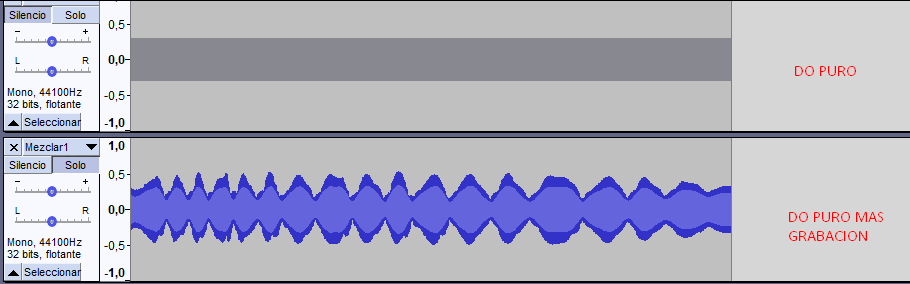 Silencio Solo
- +
L R
Mono, 44100Hz
32 bits, flotante
Seleccionar
0,5
0,0
-0,5
-1,0
DO PURO
X Mezclar1
Silencio Solo
- +
L R
Mono, 44100Hz
32 bits, flotante
Seleccionar
1,0
0,5
0,0
-0,5
-1,0
DO PURO MAS
GRABACION